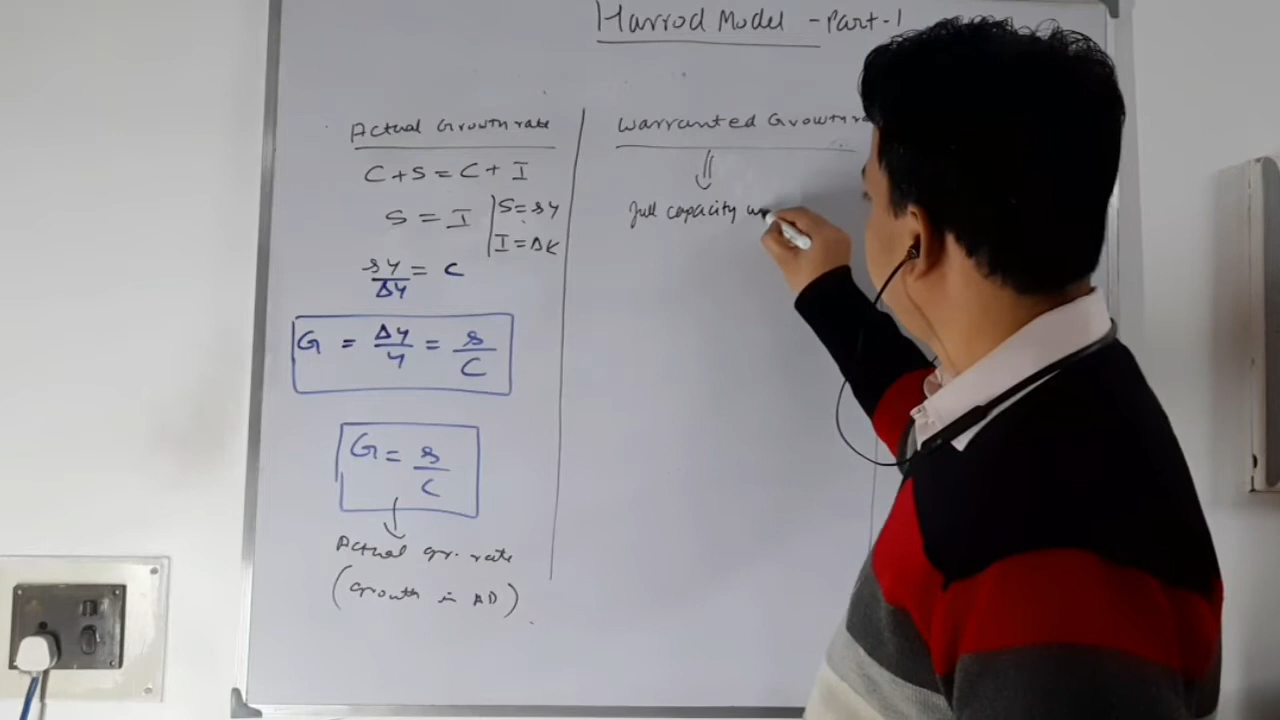 Harrod Model - Part-1
Actual Growth rate
C+S = C+ I
S = I
S=sy
I=ΔK
sy/Δy = C
G = Δy/y = s/C
G = s/C
Actual gr. rate
(Growth in AD)
Warranted Growth
full capacity